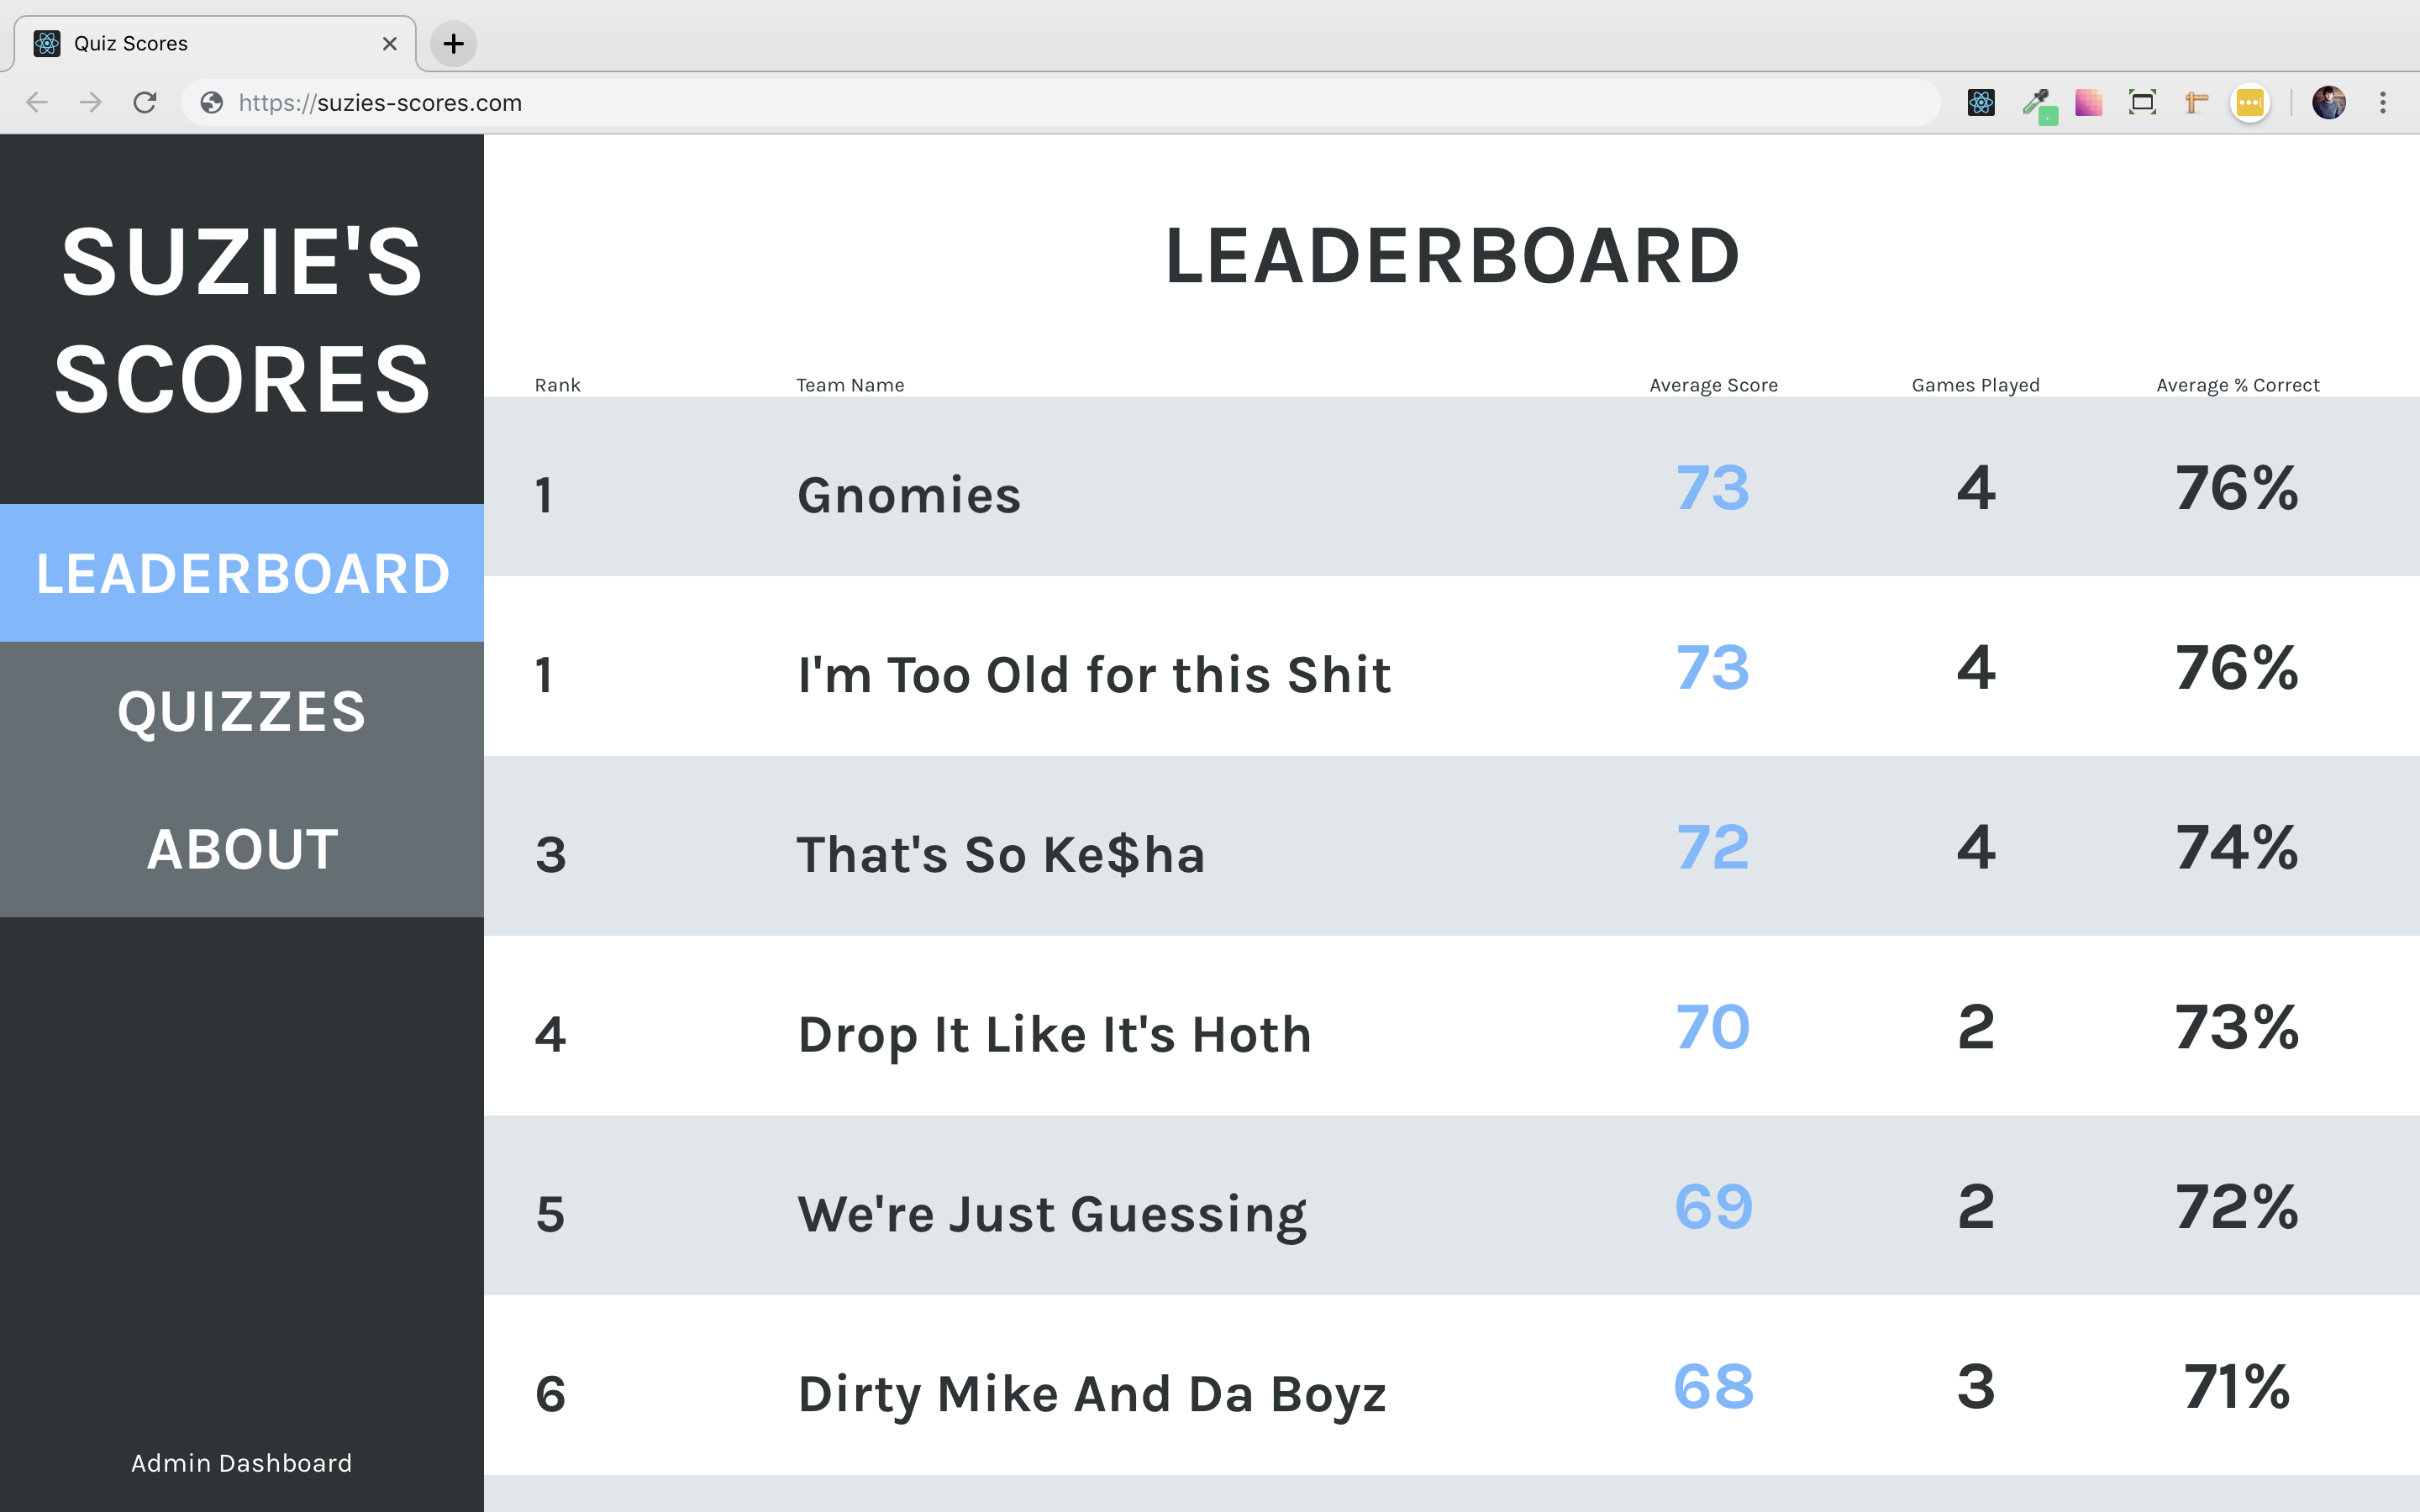 Quiz Scores
https://suzies-scores.com
SUZIE'S
SCORES
LEADERBOARD
QUIZZES
ABOUT
Admin Dashboard
LEADERBOARD
Rank Team Name Average Score Games Played Average % Correct
1 Gnomies 73 4 76%
1 I'm Too Old for this Shit 73 4 76%
3 That's So Ke$ha 72 4 74%
4 Drop It Like It's Hoth 70 2 73%
5 We're Just Guessing 69 2 72%
6 Dirty Mike And Da Boyz 68 3 71%